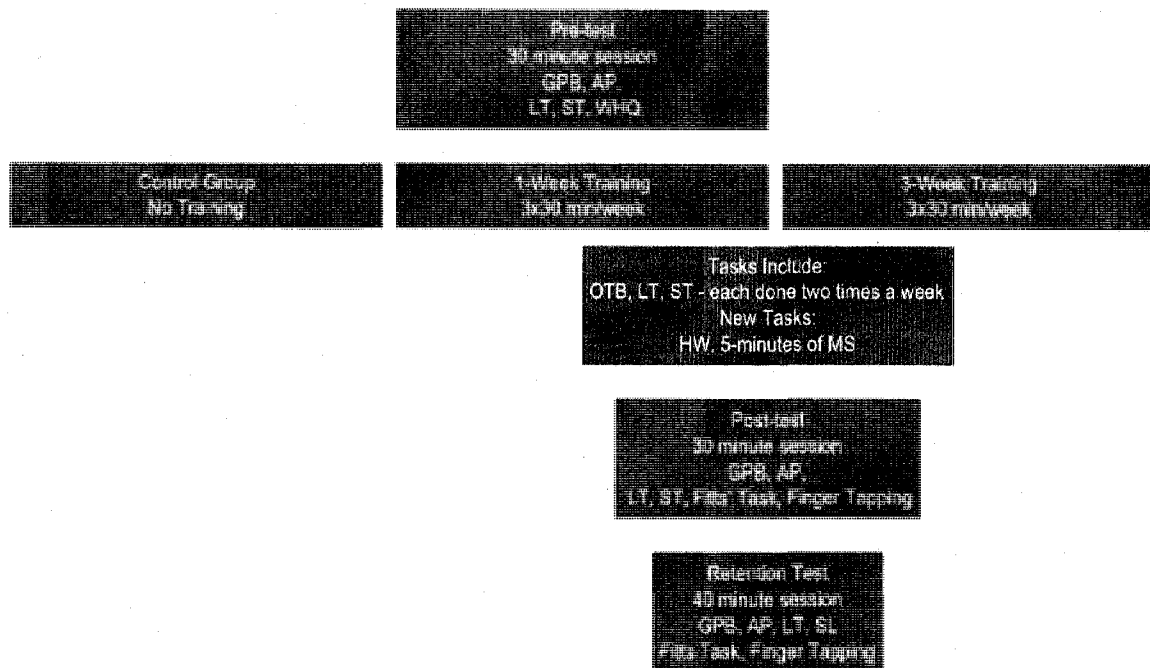 Pre-test
30 minute session
GPB, AP,
LT, ST, WHQ
Control Group
No Training
1-Week Training
3x30 min/week
3-Week Training
3x30 min/week
Tasks Include:
OTB, LT, ST - each done two times a week
New Tasks:
HW, 5-minutes of MS
Post-test
30 minute session
GPB, AP,
LT, ST, Fitts' Task, Finger Tapping
Retention Test
40 minute session
GPB, AP, LT, SL
Fitts Task, Finger Tapping